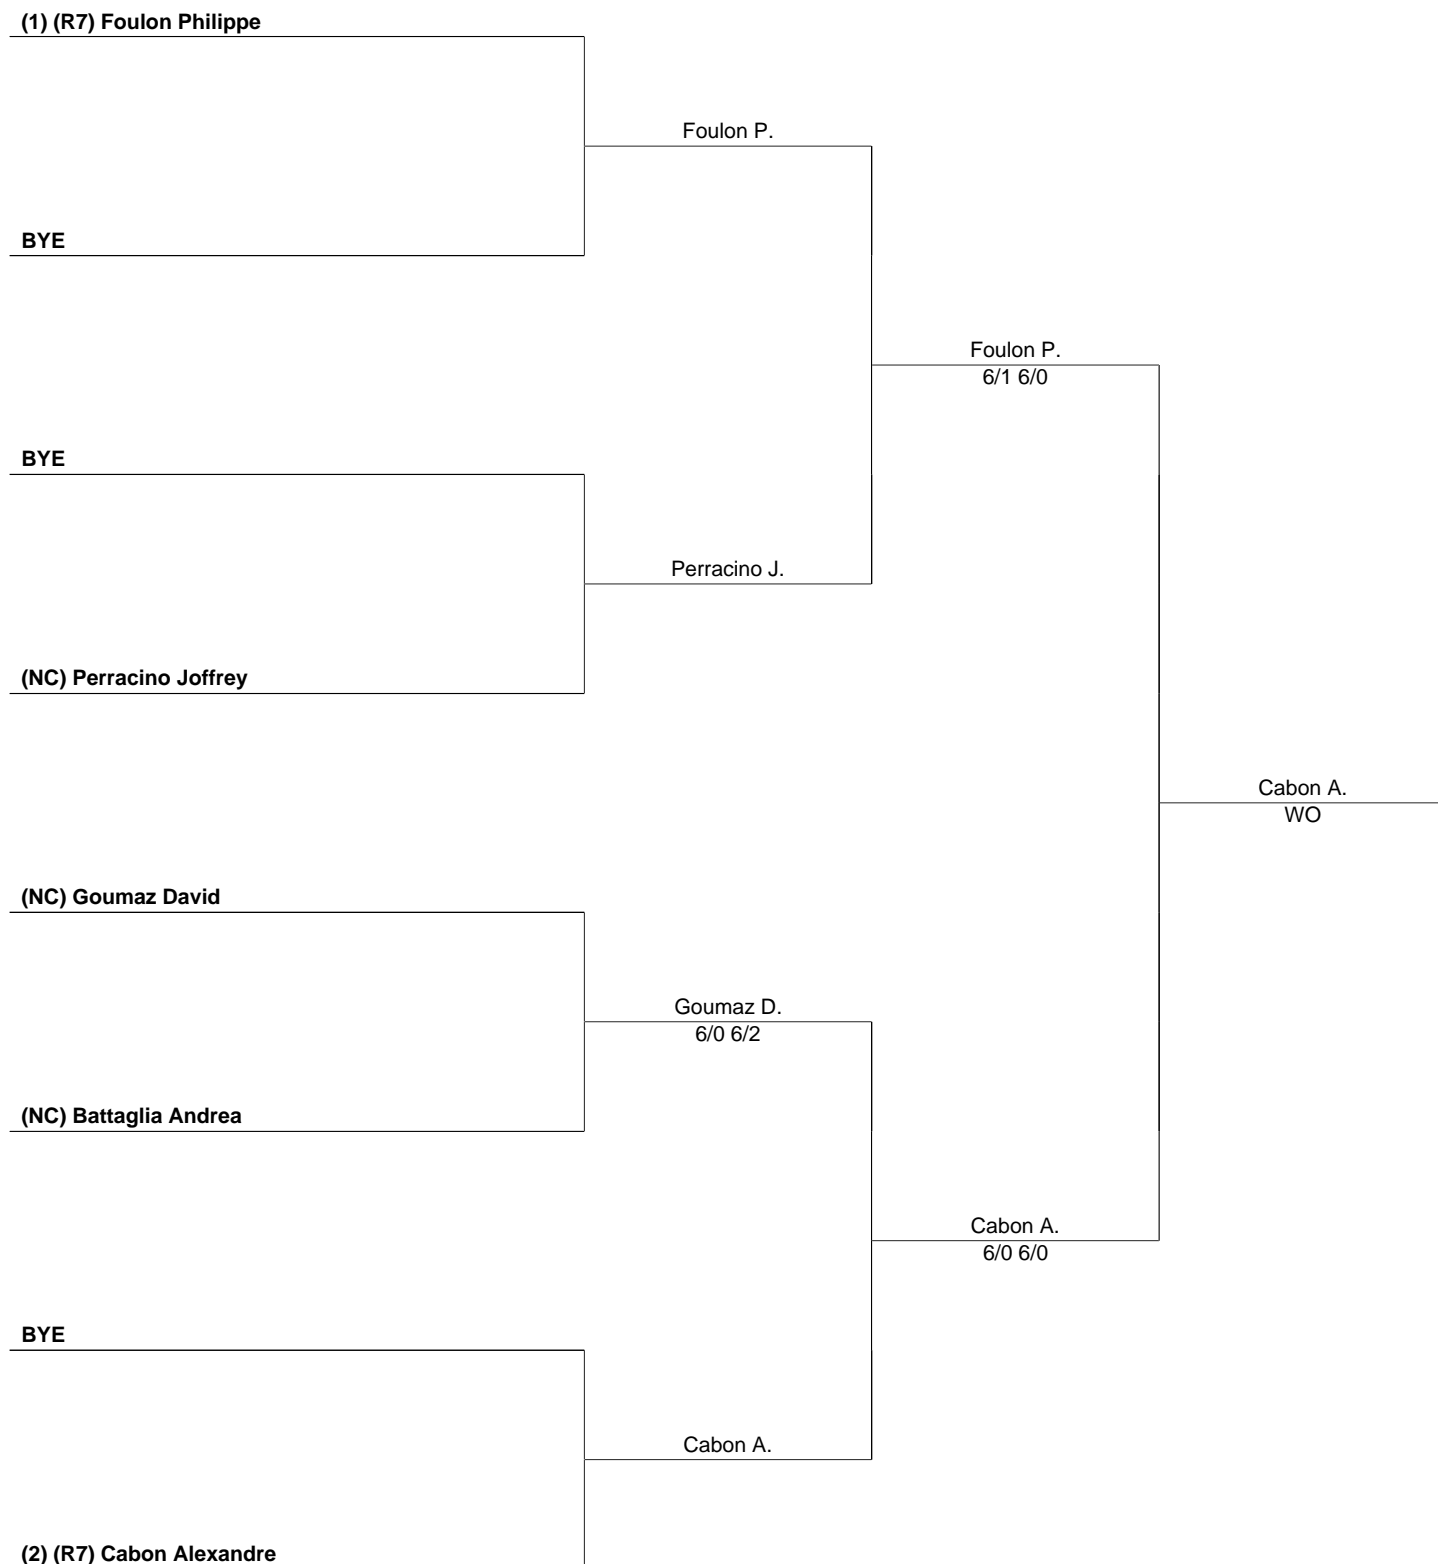 (1) (R7) Foulon Philippe
Foulon P.
BYE
Foulon P.
6/1 6/0
BYE
Perracino J.
(NC) Perracino Joffrey
Cabon A.
WO
(NC) Goumaz David
Goumaz D.
6/0 6/2
(NC) Battaglia Andrea
Cabon A.
6/0 6/0
BYE
Cabon A.
(2) (R7) Cabon Alexandre